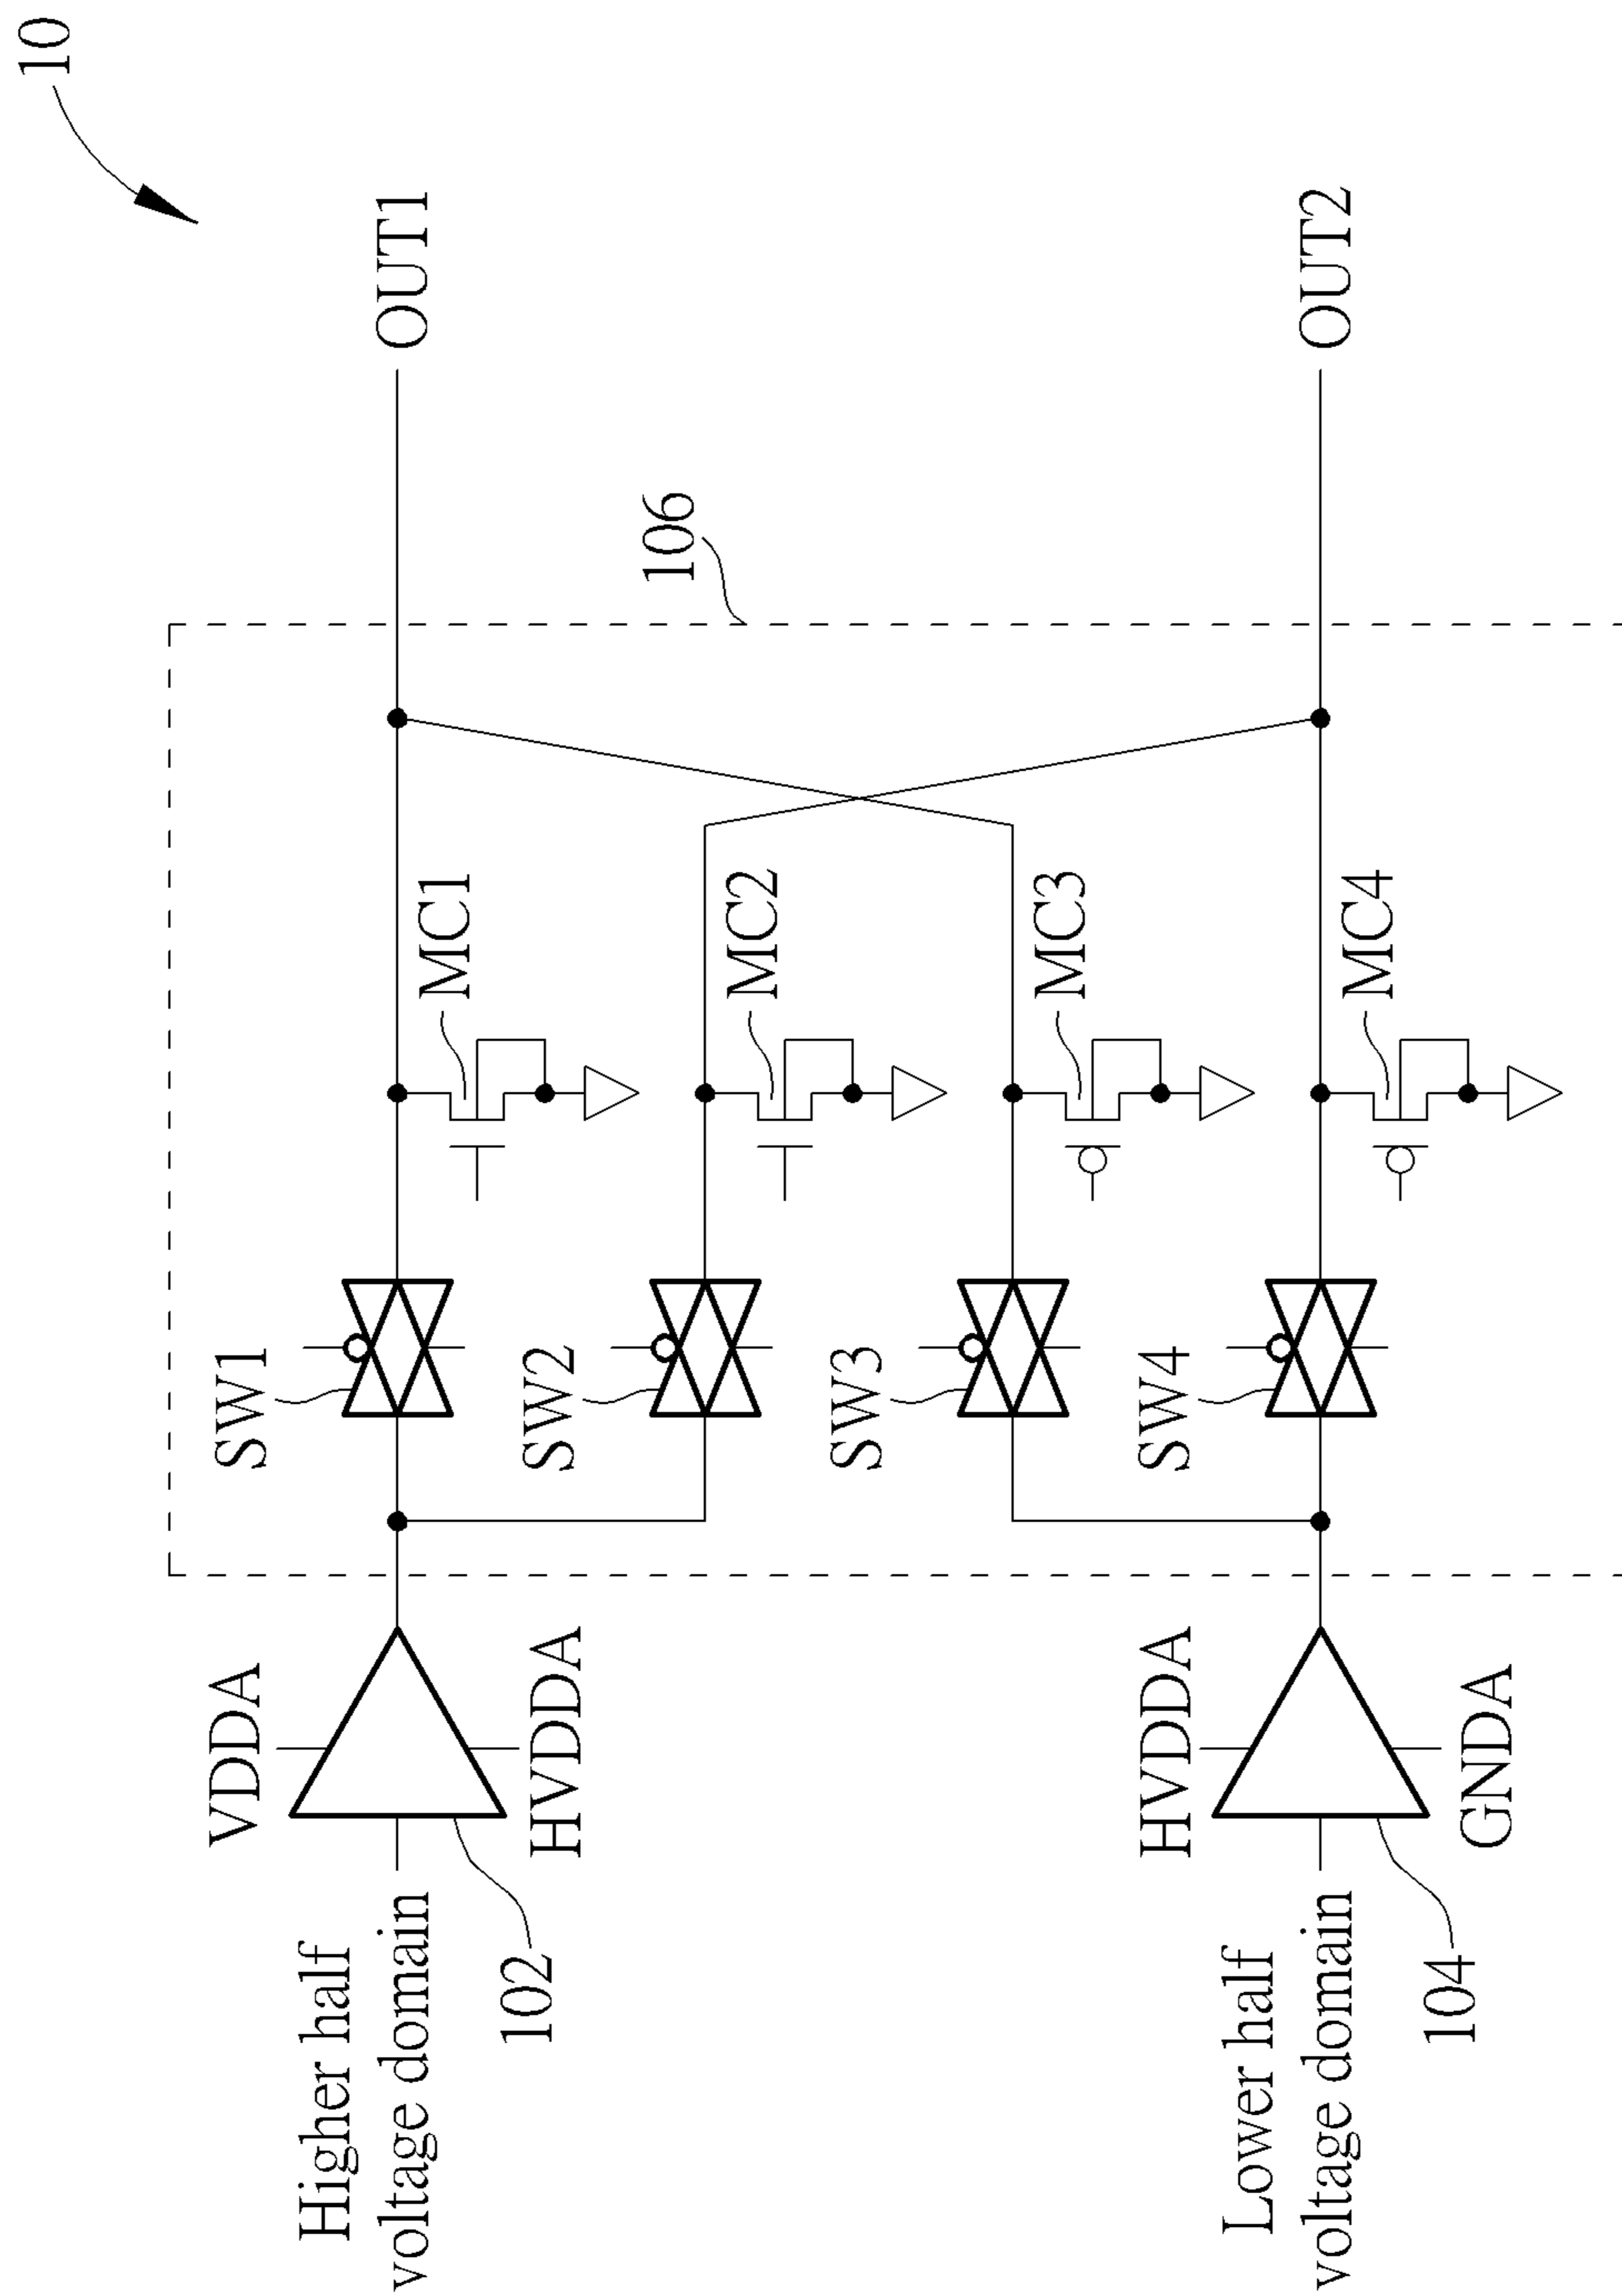 10
VDDA
Higher half
voltage domain
HVDDA
102
SW1
MC1
OUT1
106
SW2
MC2
SW3
MC3
HVDDA
Lower half
voltage domain
GNDA
104
SW4
MC4
OUT2